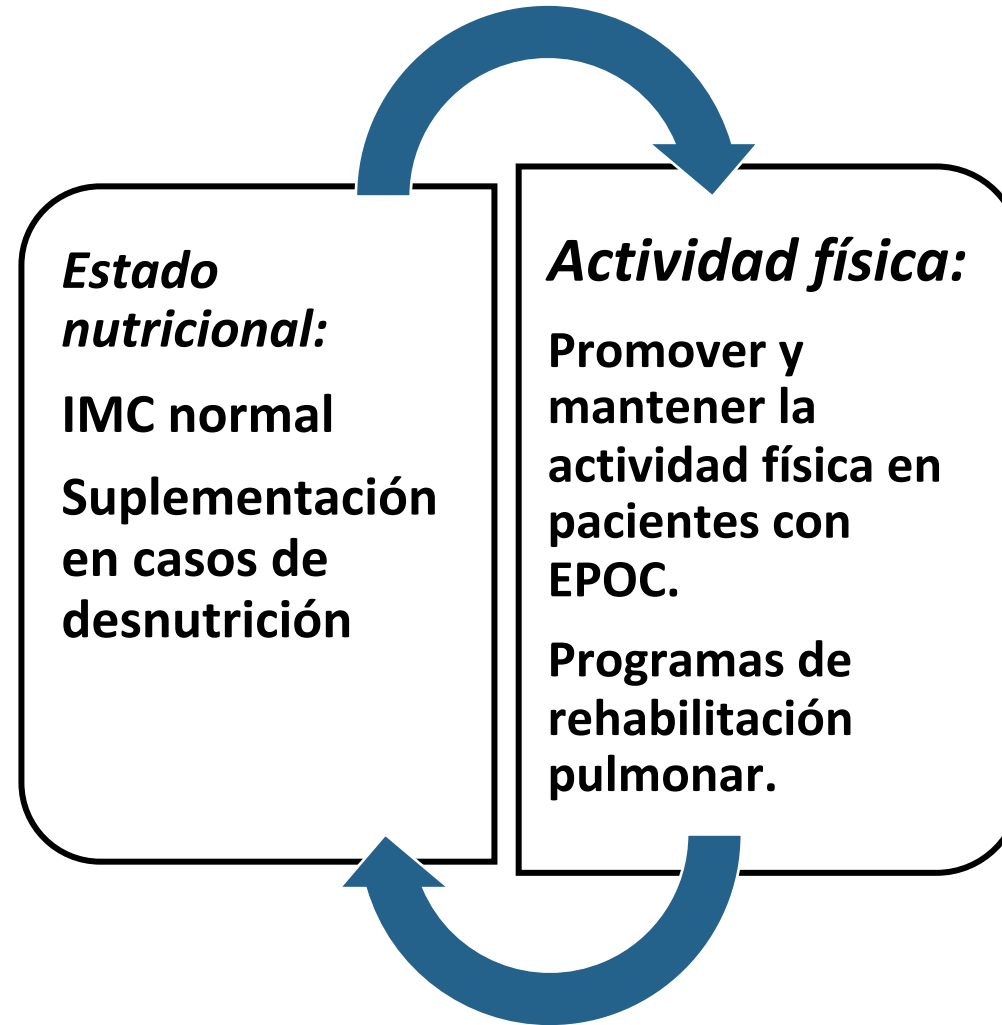 Estado
nutricional:
IMC normal
Suplementación
en casos de
desnutrición
Actividad física:
Promover y
mantener la
actividad física en
pacientes con
EPOC.
Programas de
rehabilitación
pulmonar.